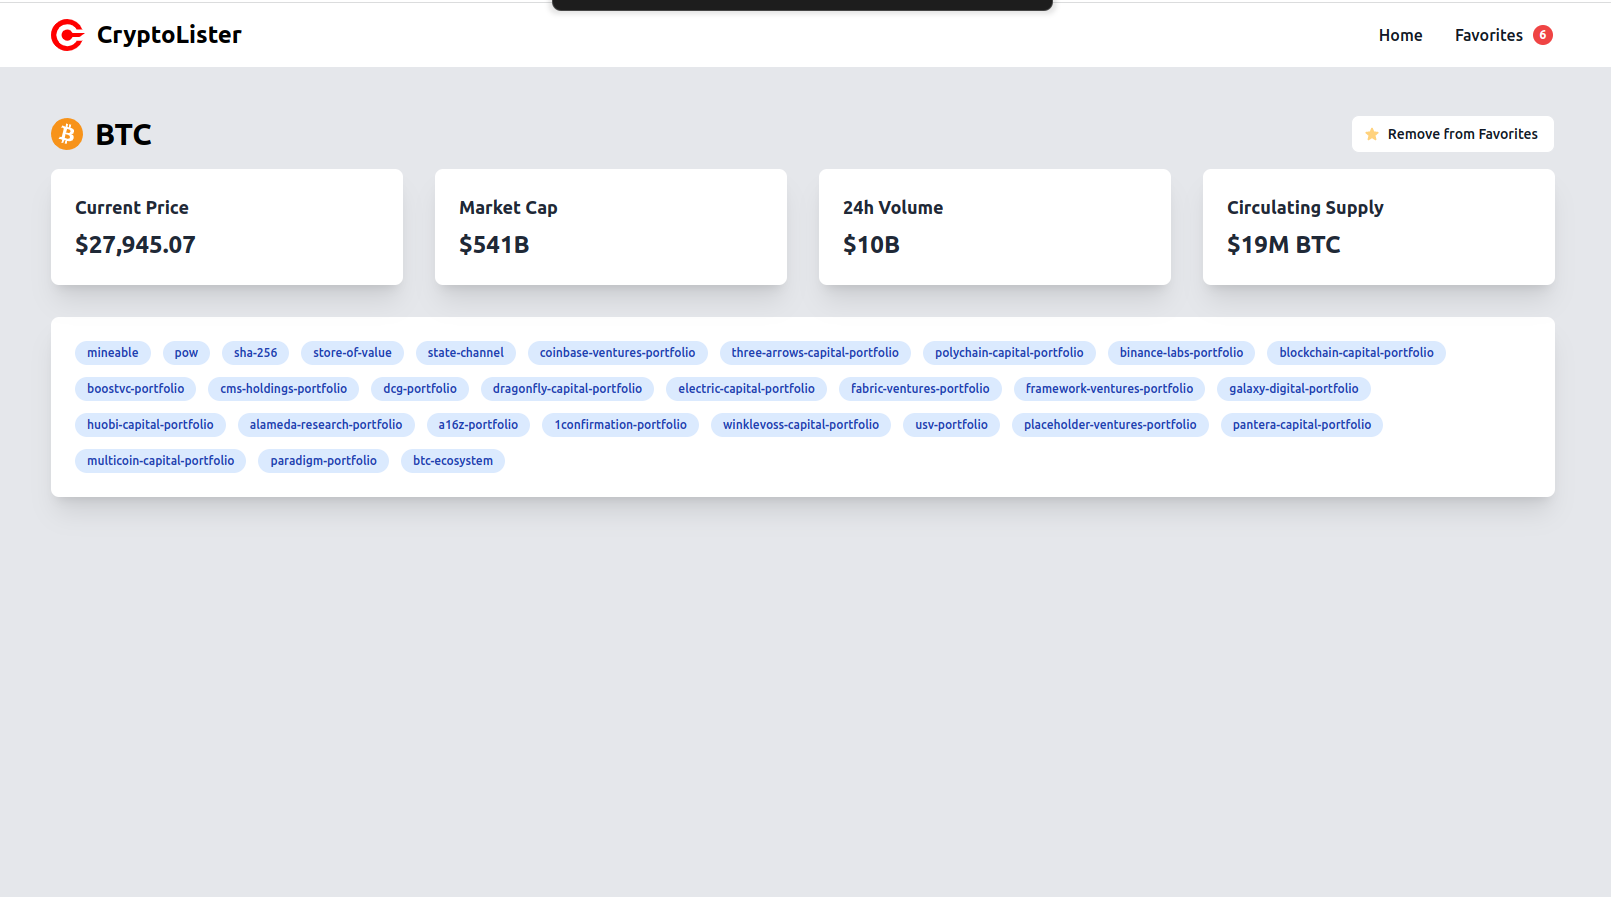 CryptoLister Home Favorites 6
BTC Remove from Favorites
Current Price Market Cap 24h Volume Circulating Supply
$27,945.07 $541B $10B $19M BTC
mineable pow sha-256 store-of-value state-channel coinbase-ventures-portfolio three-arrows-capital-portfolio polychain-capital-portfolio binance-labs-portfolio blockchain-capital-portfolio
boostvc-portfolio cms-holdings-portfolio dcg-portfolio dragonfly-capital-portfolio electric-capital-portfolio fabric-ventures-portfolio framework-ventures-portfolio galaxy-digital-portfolio
huobi-capital-portfolio alameda-research-portfolio a16z-portfolio 1confirmation-portfolio winklevoss-capital-portfolio usv-portfolio placeholder-ventures-portfolio pantera-capital-portfolio
multicoin-capital-portfolio paradigm-portfolio btc-ecosystem